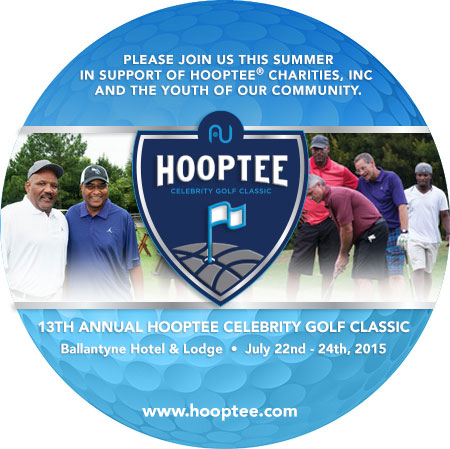 PLEASE JOIN US THIS SUMMER
IN SUPPORT OF HOOPTEE® CHARITIES, INC
AND THE YOUTH OF OUR COMMUNITY.
HOOPTEE
CELEBRITY GOLF CLASSIC
13TH ANNUAL HOOPTEE CELEBRITY GOLF CLASSIC
Ballantyne Hotel & Lodge • July 22nd - 24th, 2015
www.hooptee.com